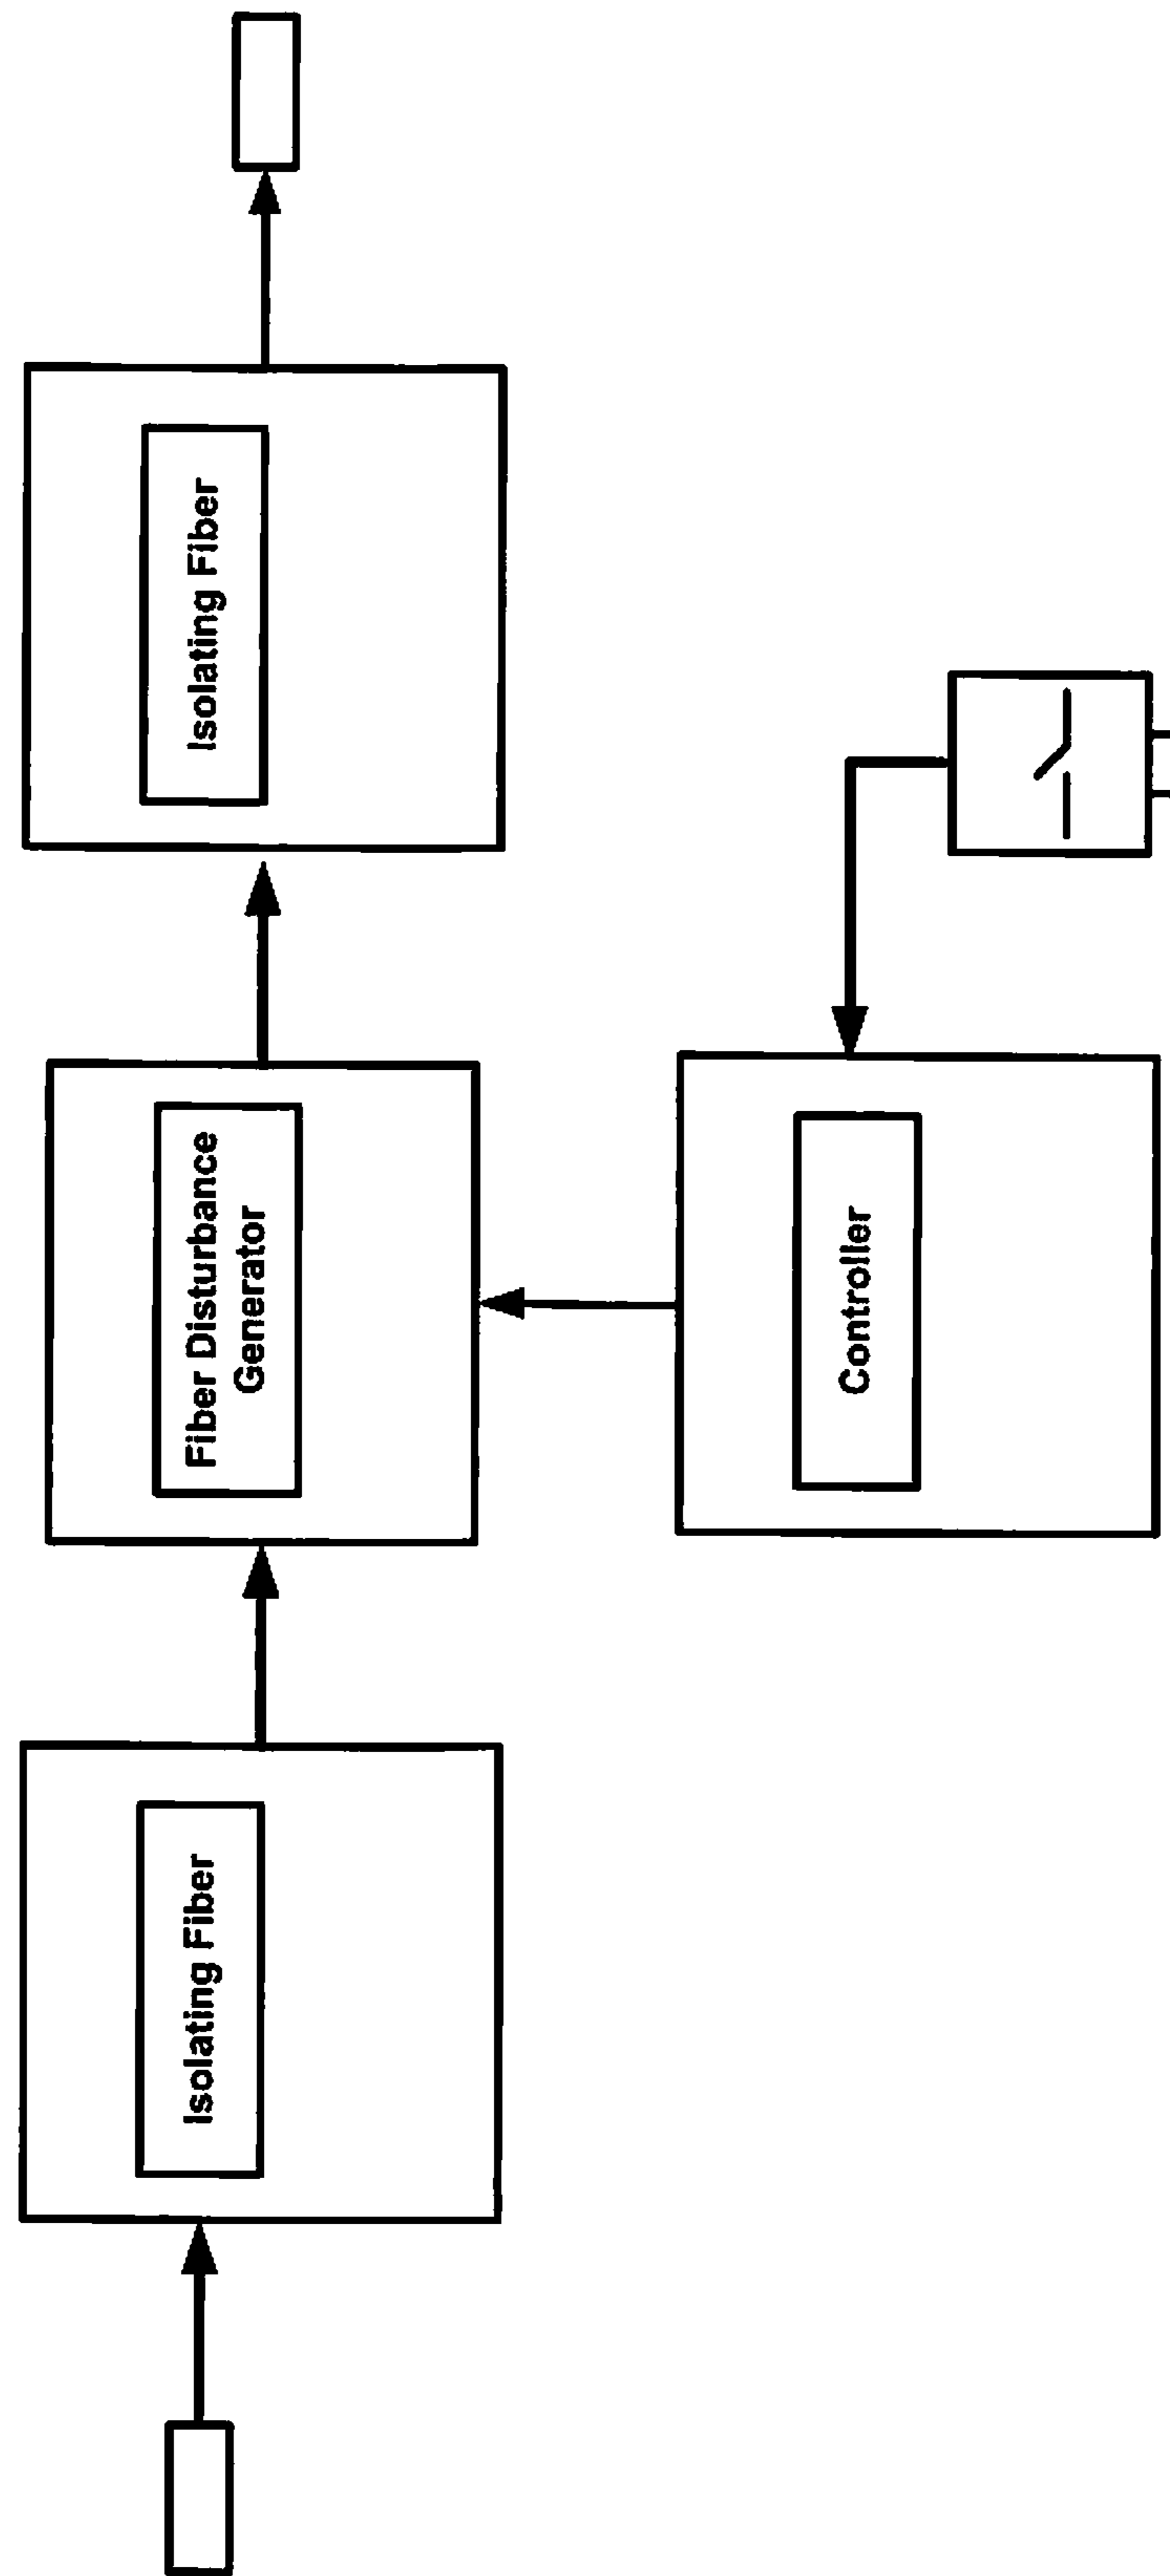 Isolating Fiber
Fiber Disturbance
Generator
Isolating Fiber
Controller